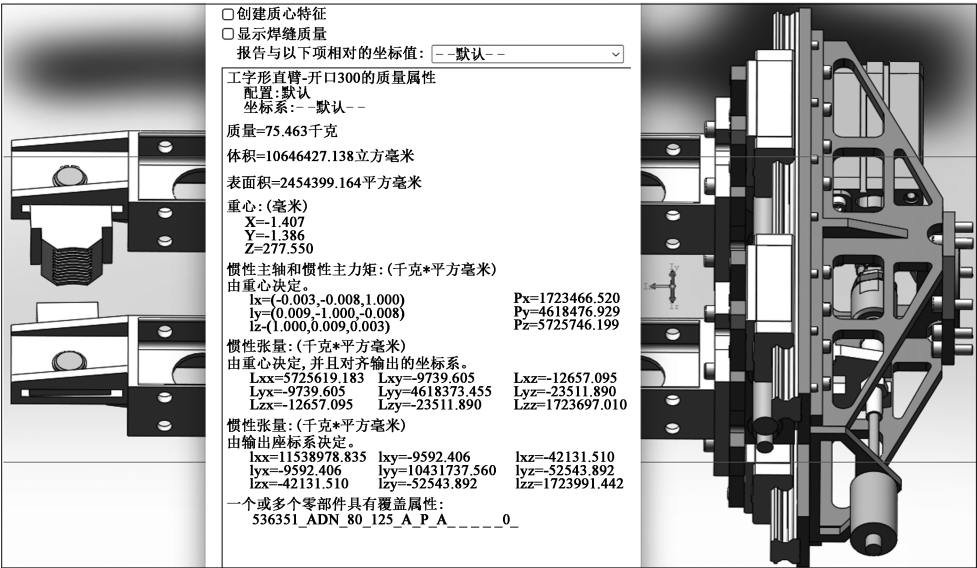 创建质心特征
显示焊缝质量
报告与以下项相对的坐标值: --默认--
工字形直臂-开口300的质量属性
配置:默认
坐标系:--默认--
质量=75.463千克
体积=10646427.138立方毫米
表面积=2454399.164平方毫米
重心:(毫米)
X=-1.407
Y=-1.386
Z=277.550
惯性主轴和惯性主力矩:(千克*平方毫米)
由重心决定。
lx=(-0.003,-0.008,1.000) Px=1723466.520
ly=(0.009,-1.000,-0.008) Py=4618476.929
lz-(1.000,0.009,0.003) Pz=5725746.199
惯性张量:(千克*平方毫米)
由重心决定,并且对齐输出的坐标系。
Lxx=5725619.183 Lxy=-9739.605 Lxz=-12657.095
Lyx=-9739.605 Lyy=4618373.455 Lyz=-23511.890
Lzx=-12657.095 Lzy=-23511.890 Lzz=1723697.010
惯性张量:(千克*平方毫米)
由输出座标系决定。
lxx=11538978.835 lxy=-9592.406 lxz=-42131.510
lyx=-9592.406 lyy=10431737.560 lyz=-52543.892
lzx=-42131.510 lzy=-52543.892 lzz=1723991.442
一个或多个零部件具有覆盖属性:
536351_ADN_80_125_A_P_A_____0_